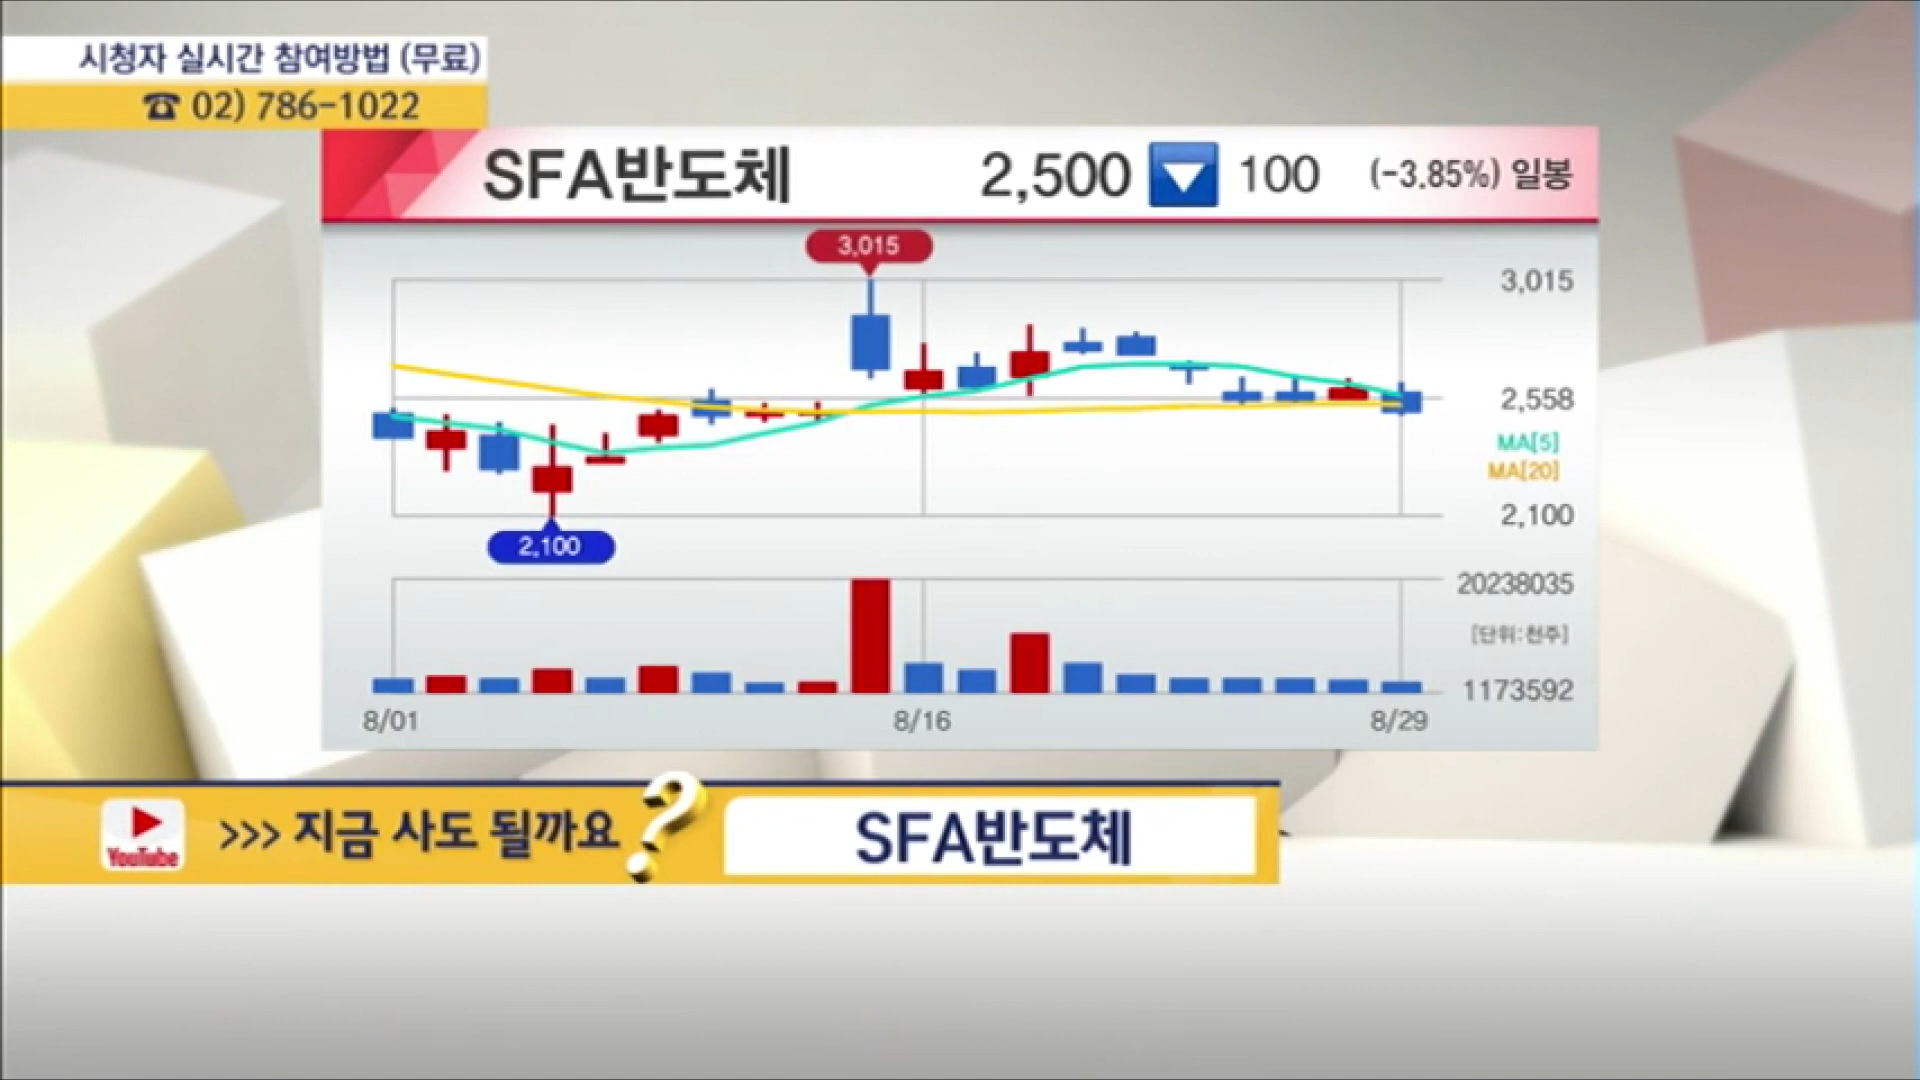 시청자 실시간 참여방법 (무료)
☎ 02) 786-1022
SFA반도체 2,500 ▼ 100 (-3.85%) 일봉
3,015
3,015
2,558
MA[5]
MA[20]
2,100
2,100
20238035
[단위:천주]
1173592
8/01 8/16 8/29
YouTube >>> 지금 사도 될까요? SFA반도체